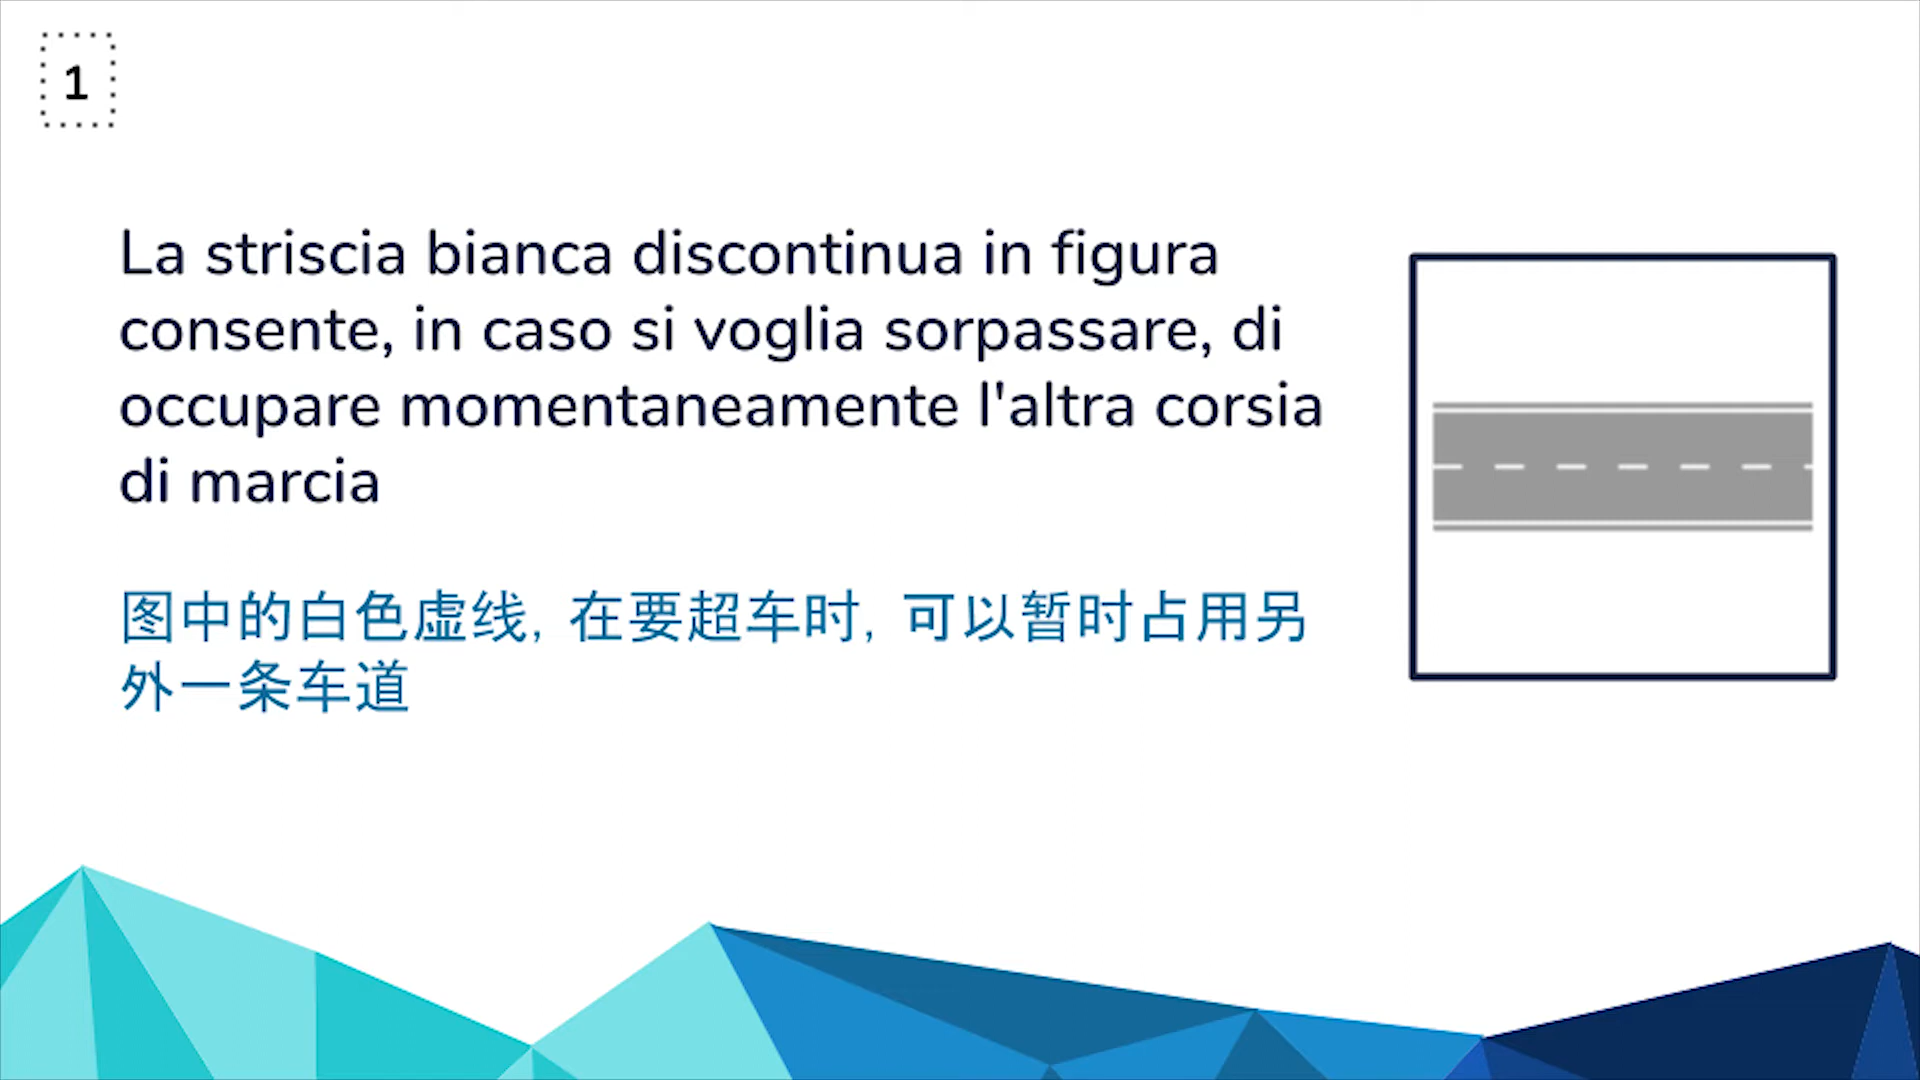 1
La striscia bianca discontinua in figura
consente, in caso si voglia sorpassare, di
occupare momentaneamente l'altra corsia
di marcia
图中的白色虚线, 在要超车时, 可以暂时占用另
外一条车道